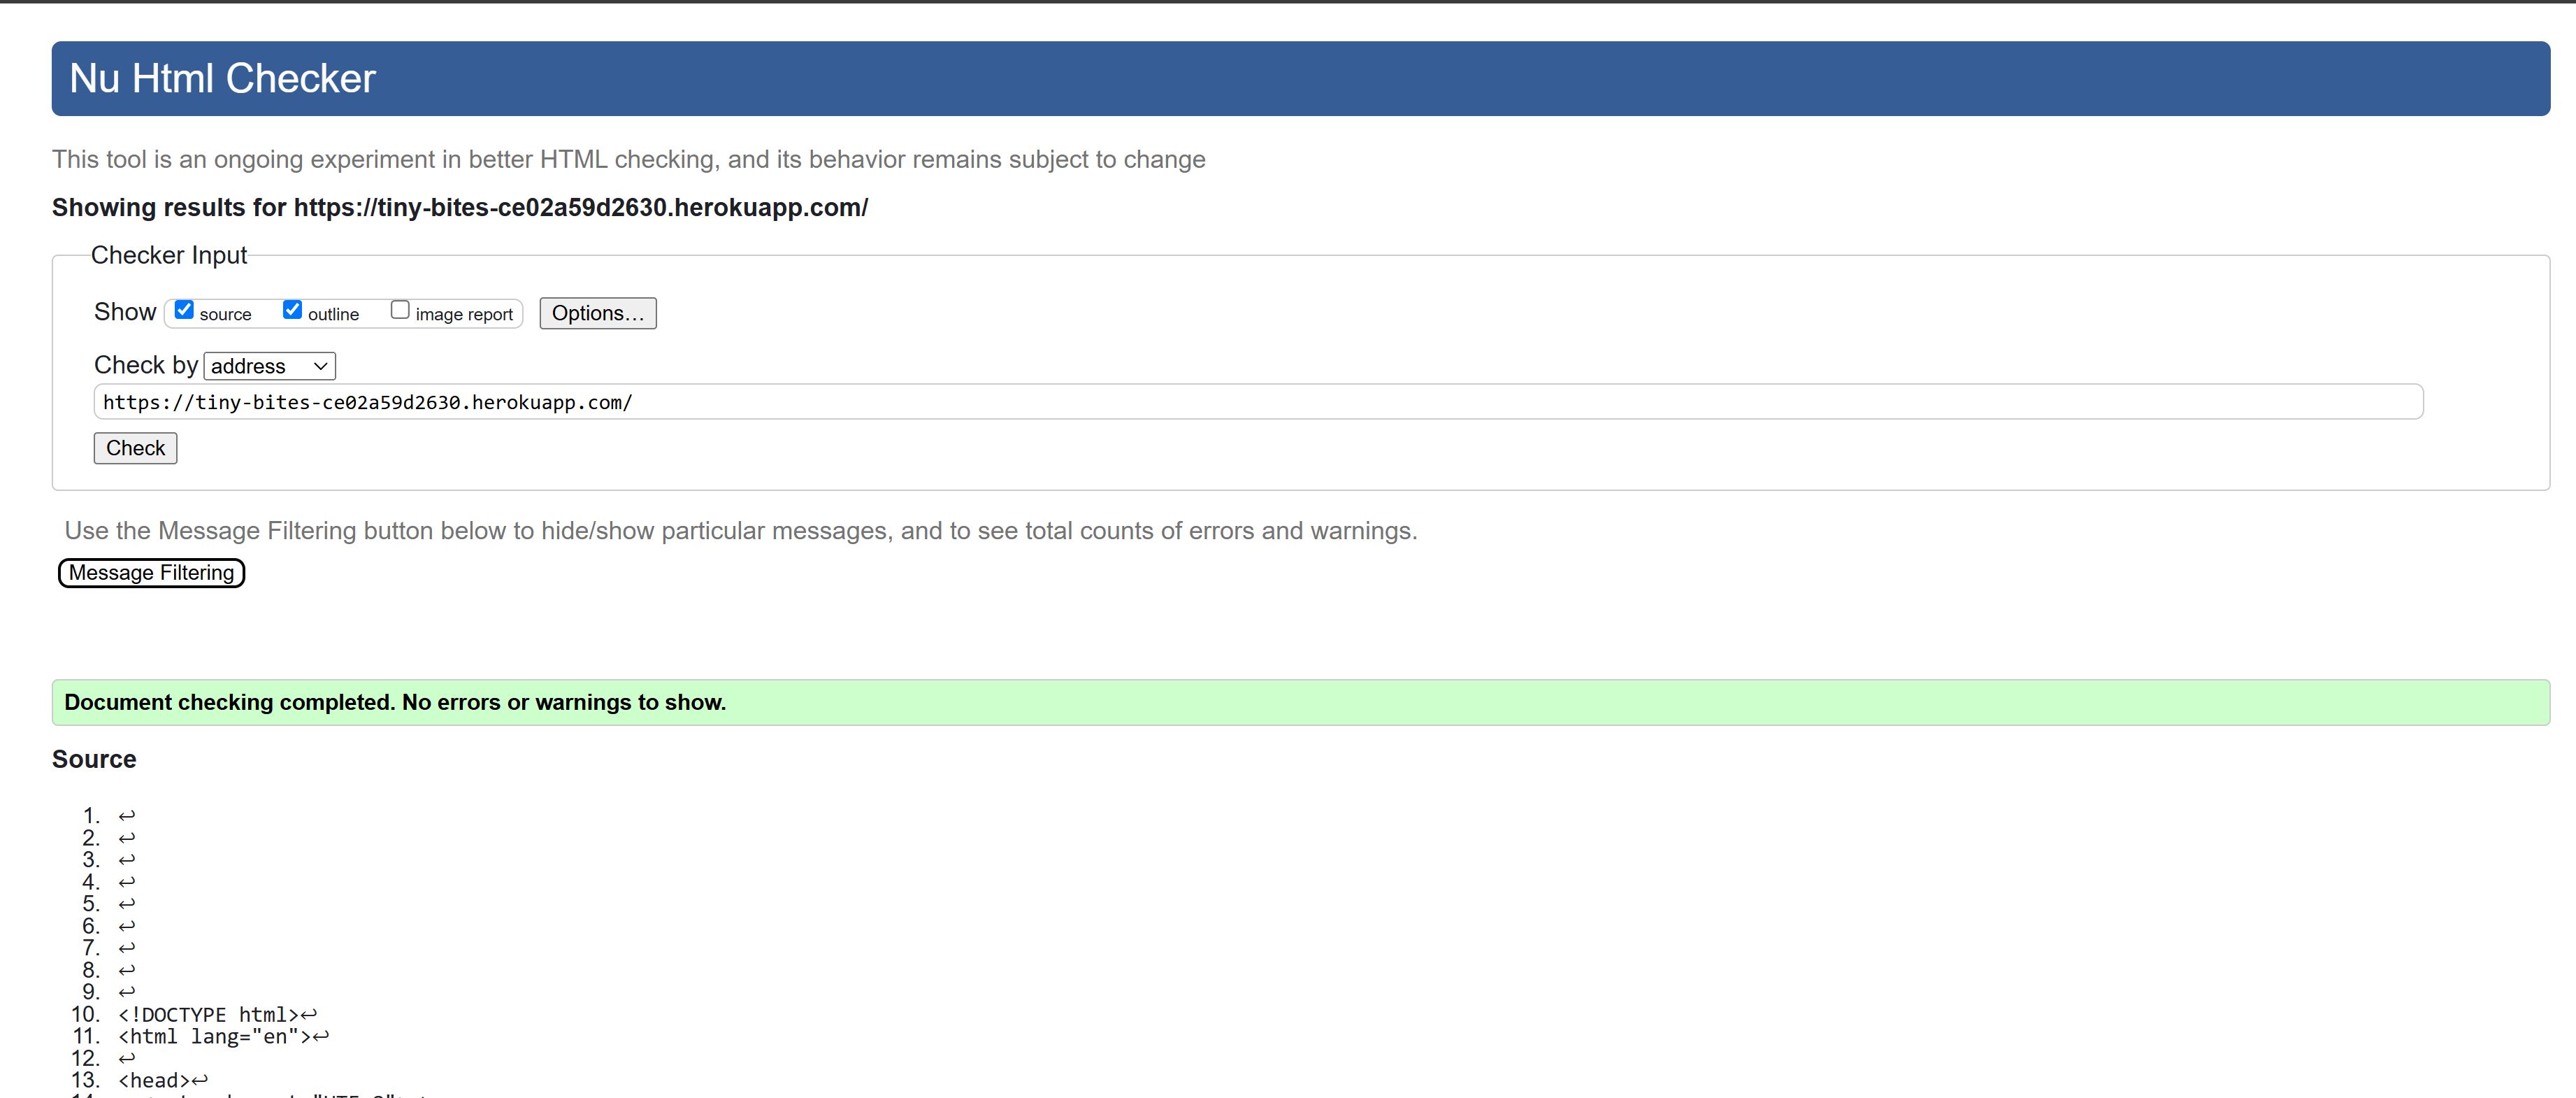 Nu Html Checker
This tool is an ongoing experiment in better HTML checking, and its behavior remains subject to change
Showing results for https://tiny-bites-ce02a59d2630.herokuapp.com/
Checker Input
Show source outline image report Options...
Check by address
https://tiny-bites-ce02a59d2630.herokuapp.com/
Check
Use the Message Filtering button below to hide/show particular messages, and to see total counts of errors and warnings.
Message Filtering
Document checking completed. No errors or warnings to show.
Source
1. ↩
2. ↩
3. ↩
4. ↩
5. ↩
6. ↩
7. ↩
8. ↩
9. ↩
10. <!DOCTYPE html>↩
11. <html lang="en">↩
12. ↩
13. <head>↩